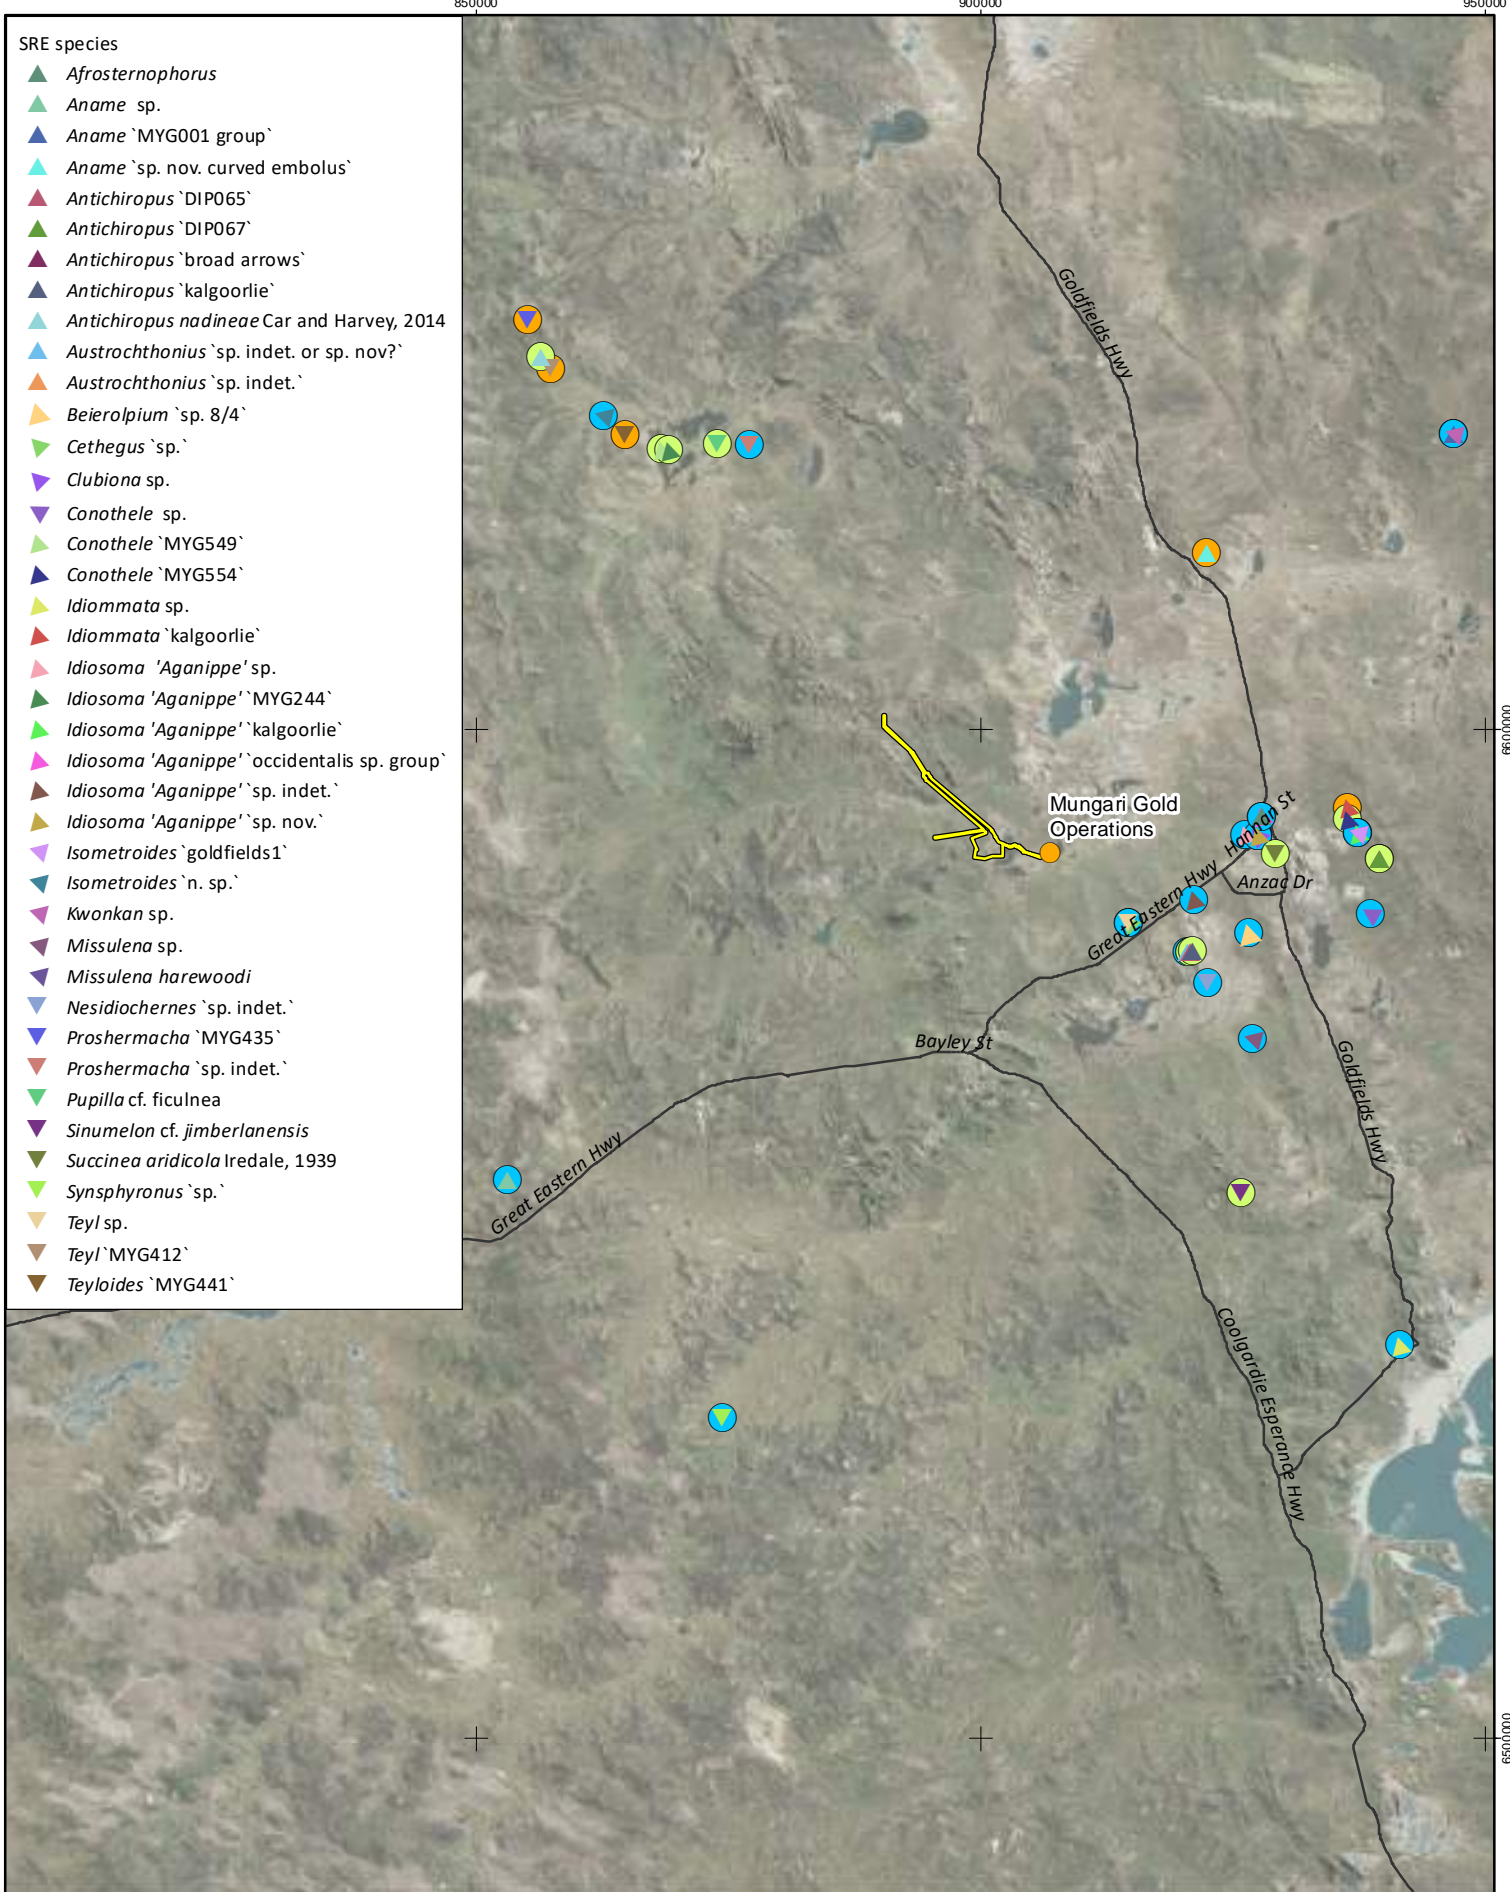 850000
900000
950000
SRE species
Afrosternophorus
Aname sp.
Aname `MYG001 group`
Aname `sp. nov. curved embolus`
Antichiropus `DIP065`
Antichiropus `DIP067`
Antichiropus `broad arrows`
Antichiropus `kalgoorlie`
Antichiropus nadineae Car and Harvey, 2014
Austrochthonius `sp. indet. or sp. nov?`
Austrochthonius `sp. indet.`
Beierolpium `sp. 8/4`
Cethegus `sp.`
Clubiona sp.
Conothele sp.
Conothele `MYG549`
Conothele `MYG554`
Idiommata sp.
Idiommata `kalgoorlie`
Idiosoma 'Aganippe' sp.
Idiosoma 'Aganippe' `MYG244`
Idiosoma 'Aganippe' `kalgoorlie`
Idiosoma 'Aganippe' `occidentalis sp. group`
Idiosoma 'Aganippe' `sp. indet.`
Idiosoma 'Aganippe' `sp. nov.`
Isometroides `goldfields1`
Isometroides `n. sp.`
Kwonkan sp.
Missulena sp.
Missulena harewoodi
Nesidiochernes `sp. indet.`
Proshermacha `MYG435`
Proshermacha `sp. indet.`
Pupilla cf. ficulnea
Sinumelon cf. jimberlanensis
Succinea aridicola Iredale, 1939
Synsphyronus `sp.`
Teyl sp.
Teyl `MYG412`
Teyloides `MYG441`
Goldfields Hwy
6600000
Mungari Gold
Operations
Hannan St
Anzac Dr
Great Eastern Hwy
Bayley St
Goldfields Hwy
Great Eastern Hwy
Coolgardie Esperance Hwy
6500000